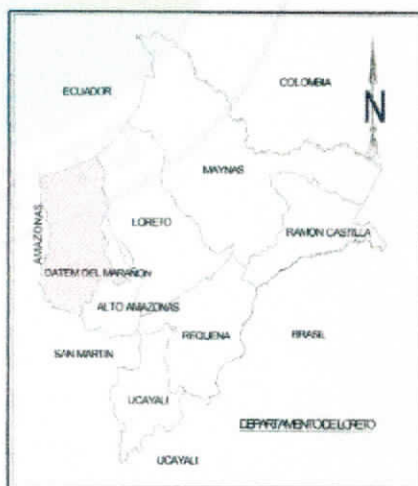 COLOMBIA
ECUADOR
N
MAYNAS
AMAZONAS
LORETO
RAMON CASTILLA
DATEM DEL MARAÑON
ALTO AMAZONAS
REQUENA
BRASIL
SAN MARTIN
UCAYALI
DEPARTAMENTO DE LORETO
UCAYALI